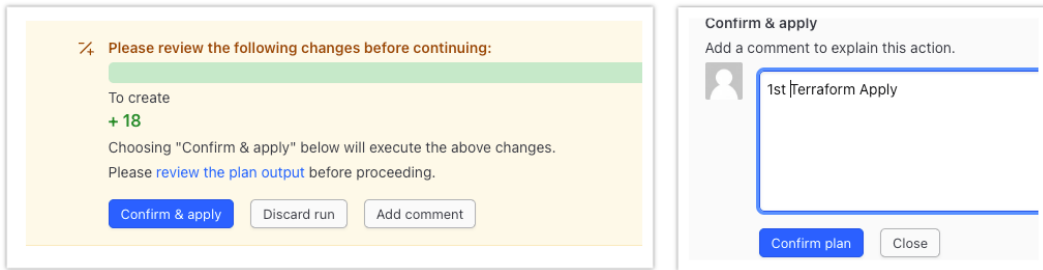 Please review the following changes before continuing:
To create
+ 18
Choosing "Confirm & apply" below will execute the above changes.
Please review the plan output before proceeding.
Confirm & apply
Discard run
Add comment
Confirm & apply
Add a comment to explain this action.
1st Terraform Apply
Confirm plan
Close